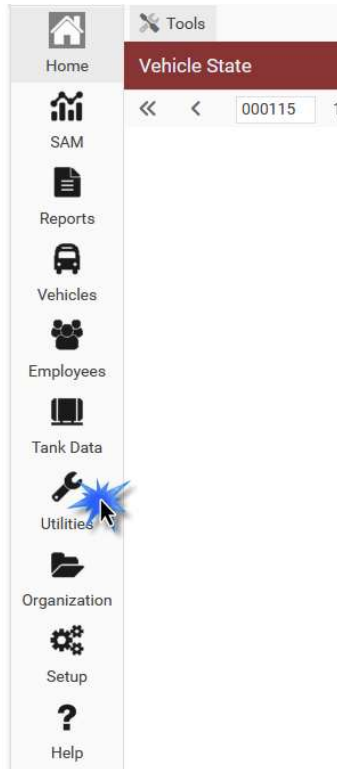 Home
SAM
Reports
Vehicles
Employees
Tank Data
Utilities
Organization
Setup
Help
Tools
Vehicle State
000115